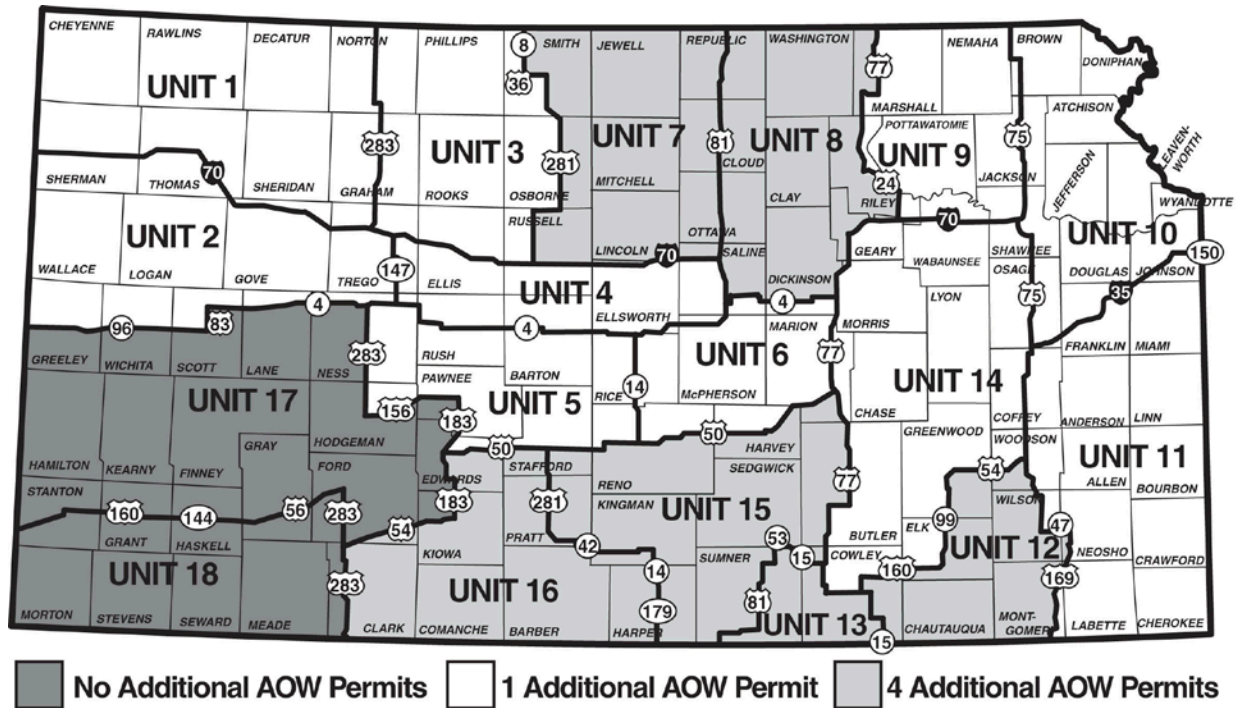 CHEYENNE RAWLINS DECATUR NORTON PHILLIPS 8 SMITH JEWELL REPUBLIC WASHINGTON 77 NEMAHA BROWN DONIPHAN
UNIT 1 36 MARSHALL ATCHISON
283 UNIT 3 281 UNIT 7 81 UNIT 8 POTTAWATOMIE UNIT 9 75 LEAVEN-
WORTH
SHERMAN THOMAS 70 SHERIDAN GRAHAM ROOKS OSBORNE MITCHELL CLOUD CLAY 24 RILEY JACKSON JEFFERSON WYANDOTTE
RUSSELL
UNIT 2 OTTAWA 70 UNIT 10
WALLACE LOGAN GOVE TREGO 147 ELLIS LINCOLN 70 SALINE DICKINSON GEARY WABAUNSEE SHAWNEE DOUGLAS JOHNSON 150
UNIT 4 OSAGE 75 35
4 ELLSWORTH 4 LYON
96 83 4 MARION MORRIS
GREELEY WICHITA SCOTT LANE NESS 283 RUSH BARTON UNIT 6 77 FRANKLIN MIAMI
UNIT 17 PAWNEE 14 RICE McPHERSON UNIT 14
156 183 UNIT 5 50 50 CHASE COFFEY ANDERSON LINN
GRAY HODGEMAN HARVEY GREENWOOD WOODSON
HAMILTON KEARNY FINNEY FORD EDWARDS STAFFORD RENO SEDGWICK 54 UNIT 11
STANTON 183 281 KINGMAN 77 WILSON ALLEN BOURBON
160 144 56 283 54 UNIT 15 99
GRANT HASKELL KIOWA PRATT 42 SUMNER 53 BUTLER ELK UNIT 12 47 NEOSHO
UNIT 18 283 UNIT 16 14 15 COWLEY 160 169 CRAWFORD
MORTON STEVENS SEWARD MEADE CLARK COMANCHE BARBER HARPER 179 81 UNIT 13 15 CHAUTAUQUA MONT-
GOMERY LABETTE CHEROKEE
No Additional AOW Permits 1 Additional AOW Permit 4 Additional AOW Permits